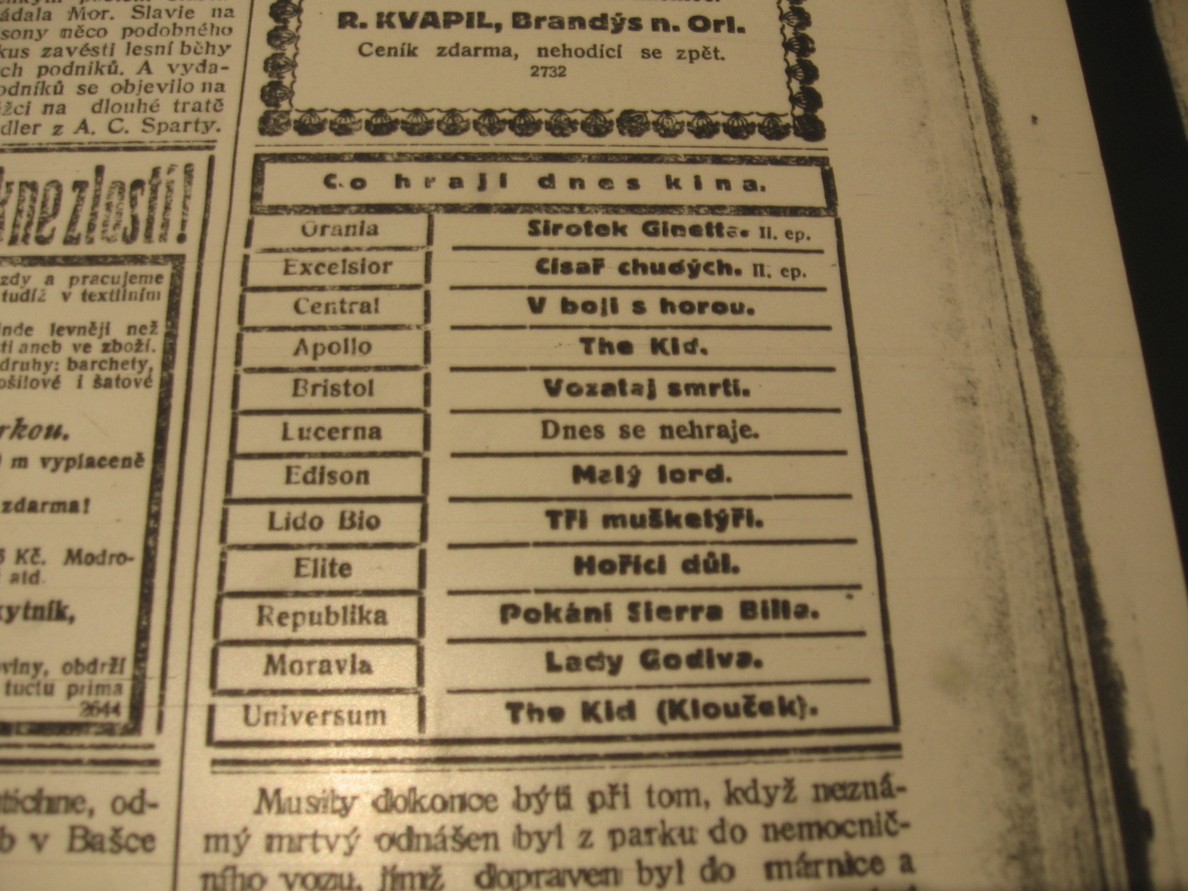 ádala Mor. Slavie na
sony něco podobného
kus zavésti lesní běhy
ch podniků. A vyda-
odniků se objevilo na
žci na dlouhé tratě
dler z A. C. Sparty.
kne zlostí!
zdy a pracujeme
tudíž v textilním
inde levněji než
ti aneb ve zboží.
druhy: barchety,
ošilové i šatové
rkou.
m vyplaceně
zdarma!
Kč. Modro-
atd.
kytník,
viny, obdrží
tuctu prima
2644
tichne, od-
b v Bašce
R. KVAPIL, Brandýs n. Orl.
Ceník zdarma, nehodící se zpět.
2732
Co hrají dnes kina.
Orania Sirotek Ginette. II. ep.
Excelsior Císař chudých. II. ep.
Central V boji s horou.
Apollo The Kid.
Bristol Vozataj smrti.
Lucerna Dnes se nehraje.
Edison Malý lord.
Lido Bio Tři mušketýři.
Elite Hořící důl.
Republika Pokání Sierra Billa.
Moravia Lady Godiva.
Universum The Kid (Klouček).
Musily dokonce býti při tom, když nezná-
mý mrtvý odnášen byl z parku do nemocnič-
ního vozu, jímž dopraven byl do márnice a